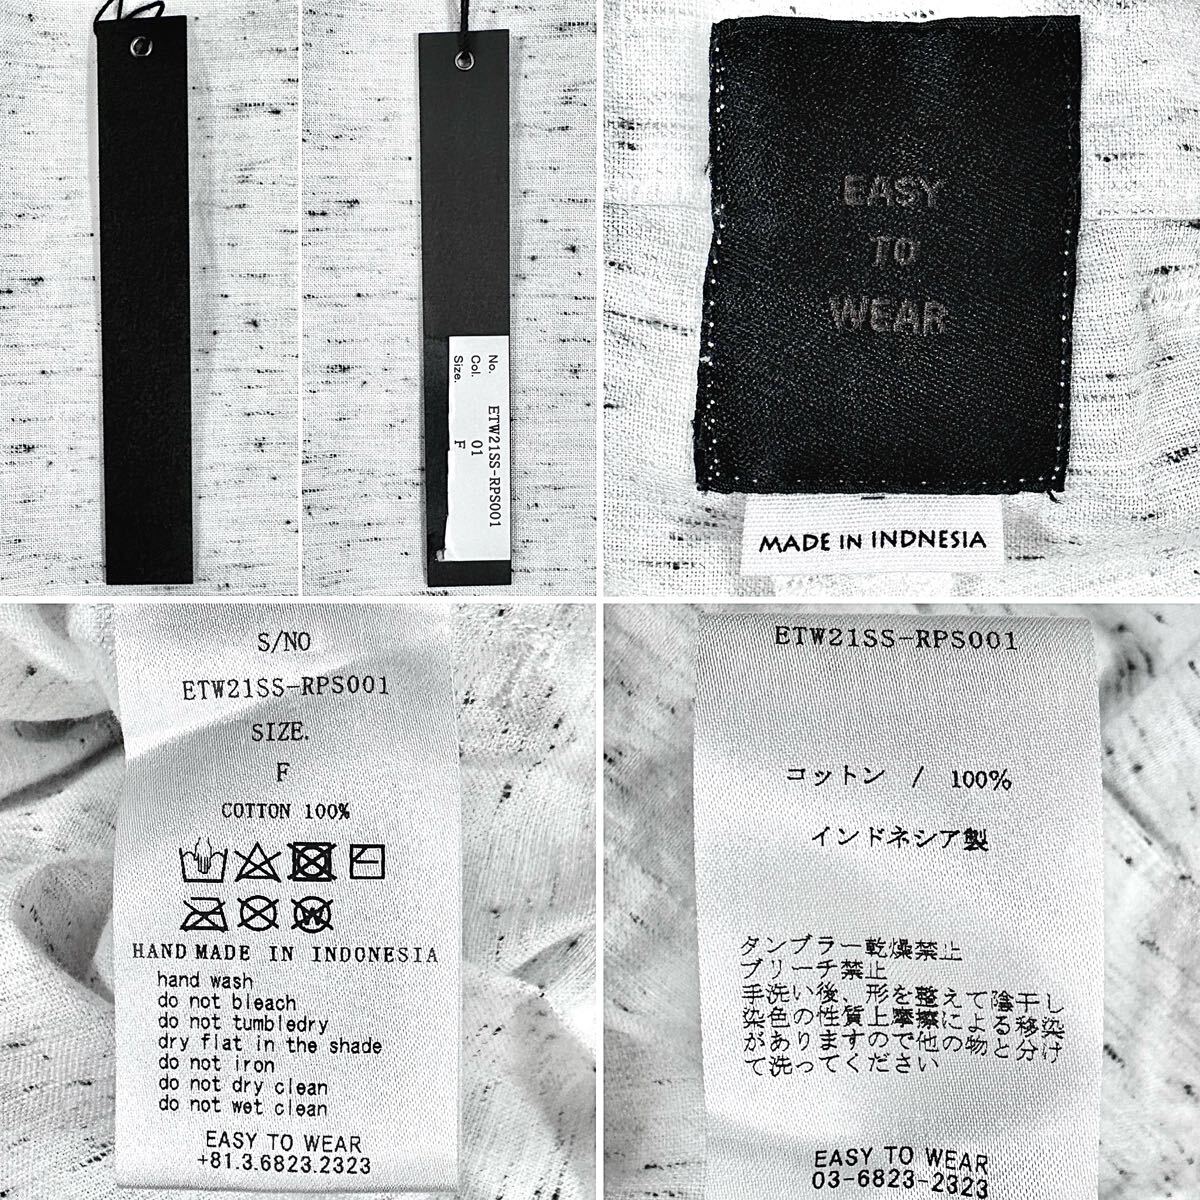 No. ETW21SS-RPS001
Col. 01
Size. F
EASY
TO
WEAR
MADE IN INDNESIA
S/NO
ETW21SS-RPS001
SIZE.
F
COTTON 100%
W
HAND MADE IN INDONESIA
hand wash
do not bleach
do not tumbledry
dry flat in the shade
do not iron
do not dry clean
do not wet clean
EASY TO WEAR
+81.3.6823.2323
ETW21SS-RPS001
コットン / 100%
インドネシア製
タンブラー乾燥禁止
ブリーチ禁止
手洗い後、形を整えて陰干し
染色の性質上摩擦による移染
がありますので他の物と分け
て洗ってください
EASY TO WEAR
03-6823-2323